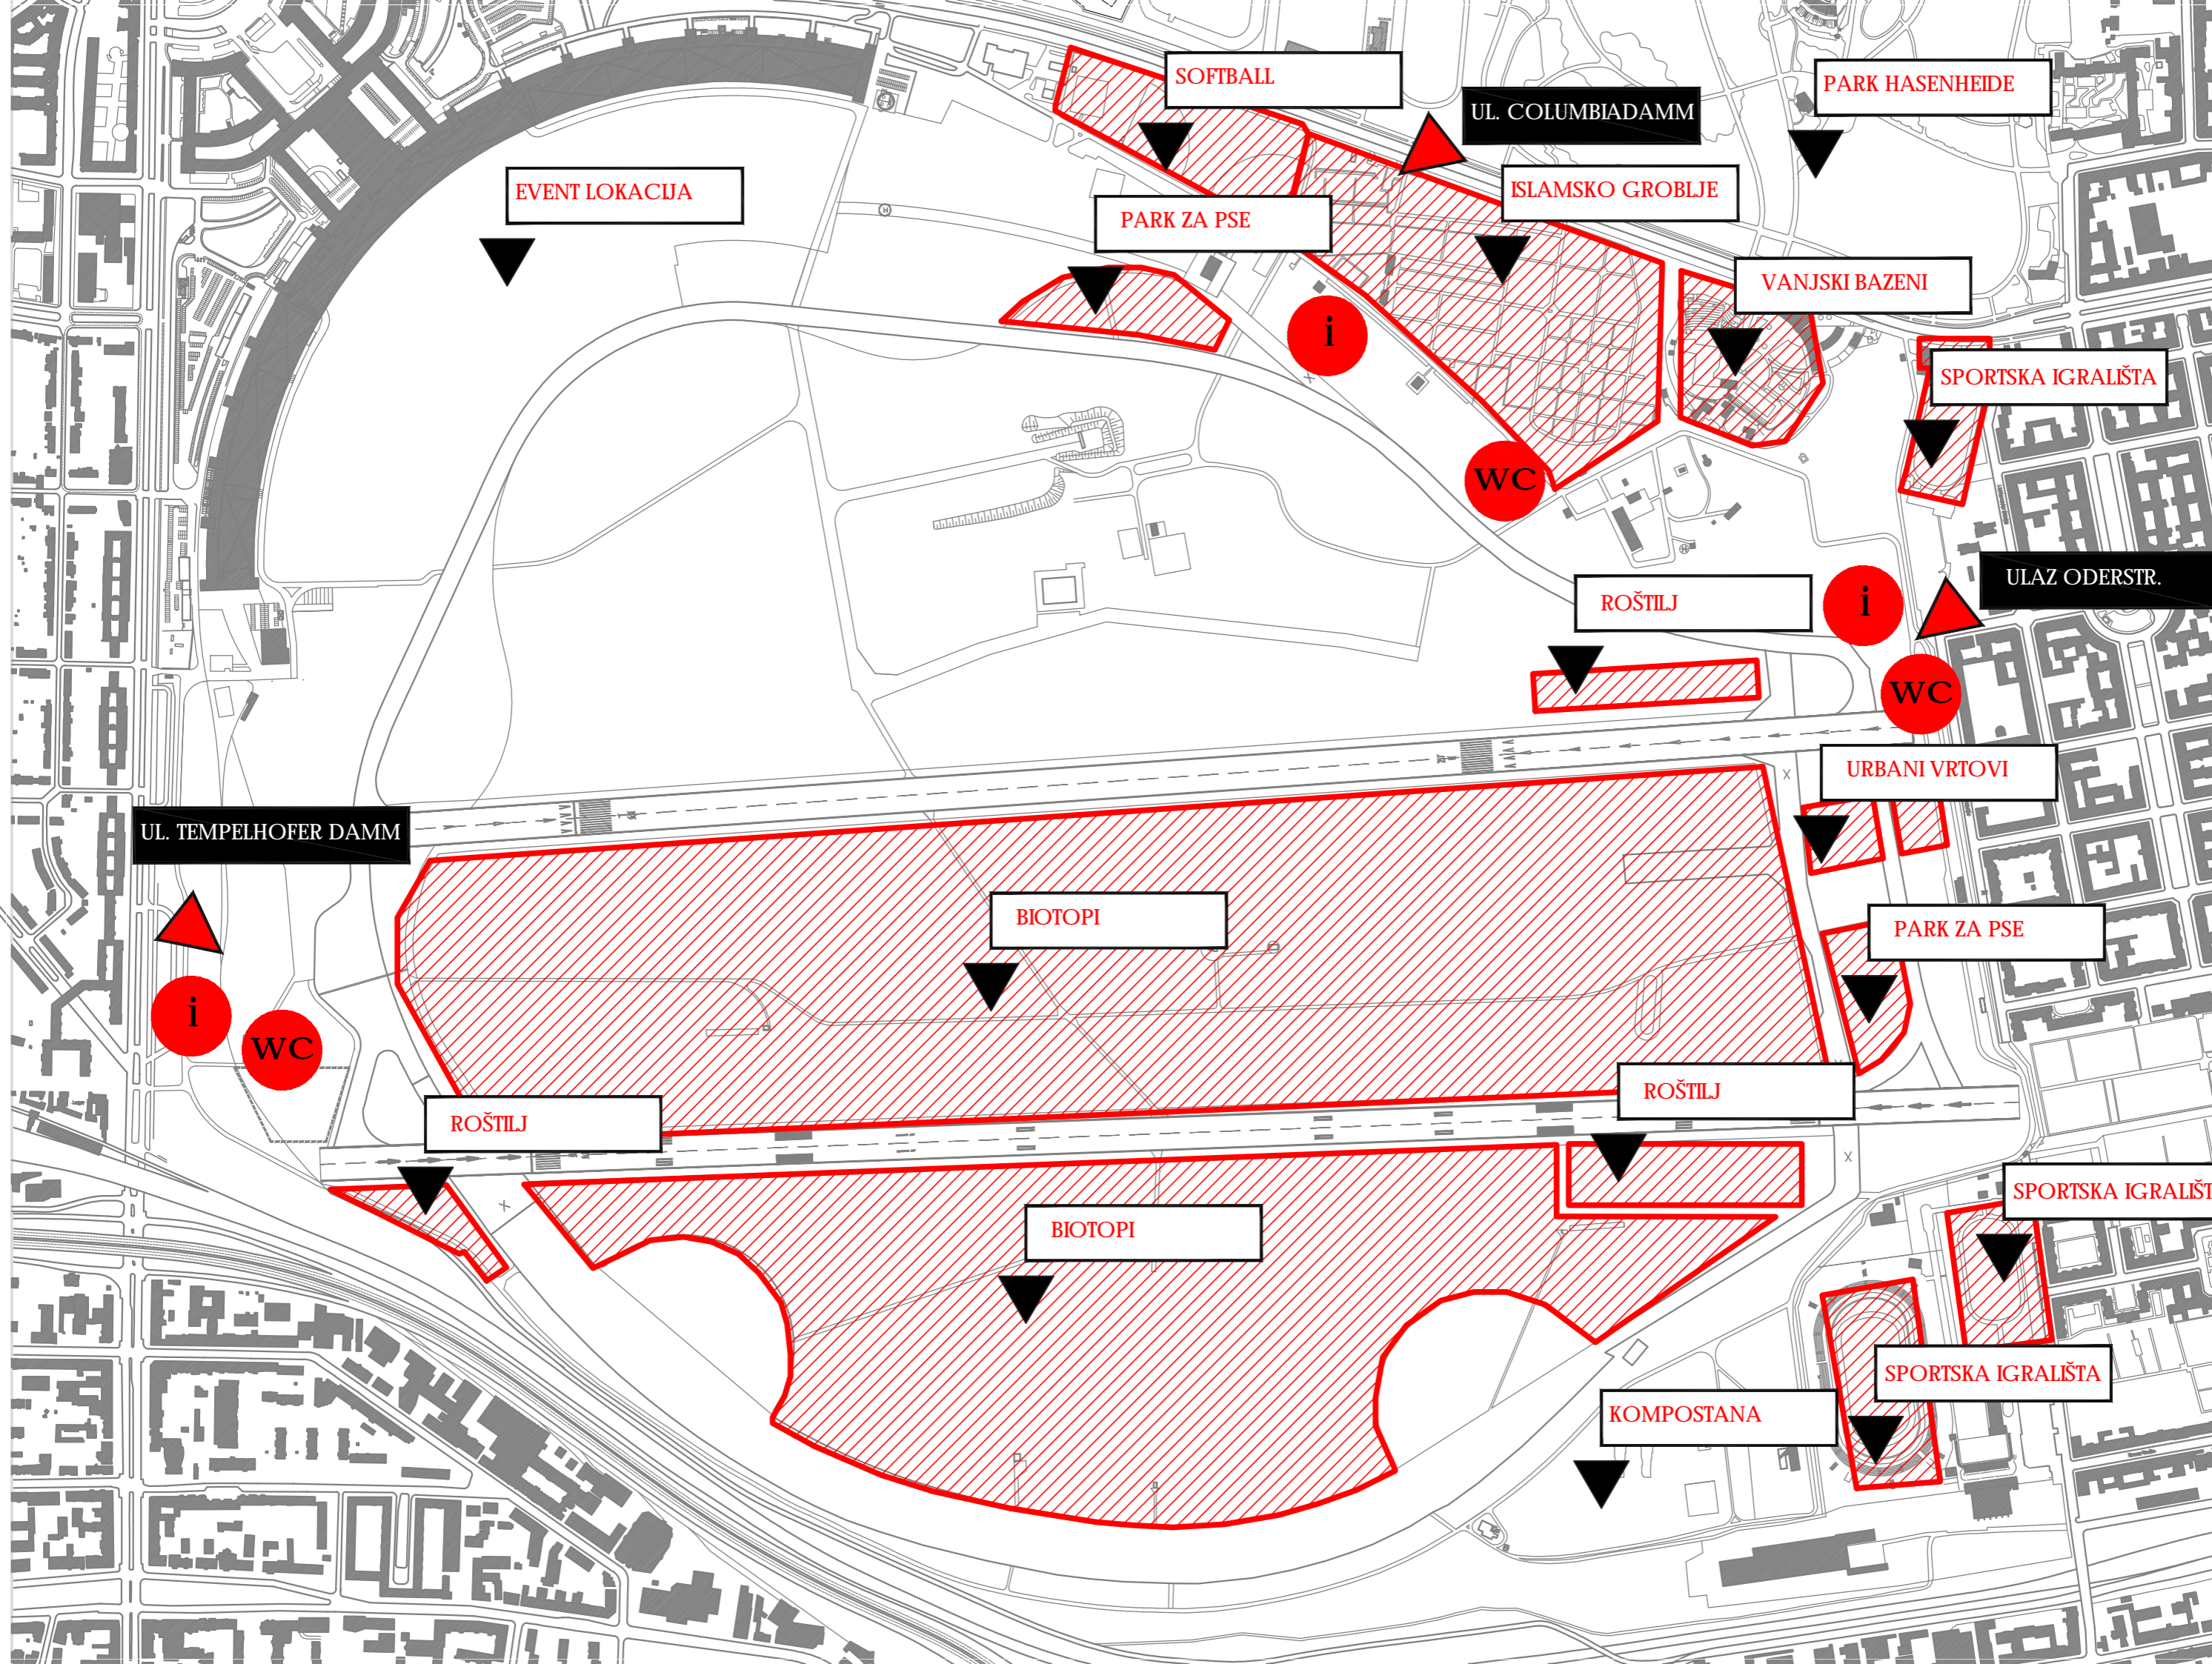 SOFTBALL
PARK HASENHEIDE
UL. COLUMBIADAMM
EVENT LOKACIJA
ISLAMSKO GROBLJE
PARK ZA PSE
VANJSKI BAZENI
i
SPORTSKA IGRALIŠTA
WC
ULAZ ODERSTR.
ROŠTILJ
i
WC
URBANI VRTOVI
UL. TEMPELHOFER DAMM
BIOTOPI
PARK ZA PSE
i
WC
ROŠTILJ
ROŠTILJ
SPORTSKA IGRALIŠT
BIOTOPI
SPORTSKA IGRALIŠTA
KOMPOSTANA